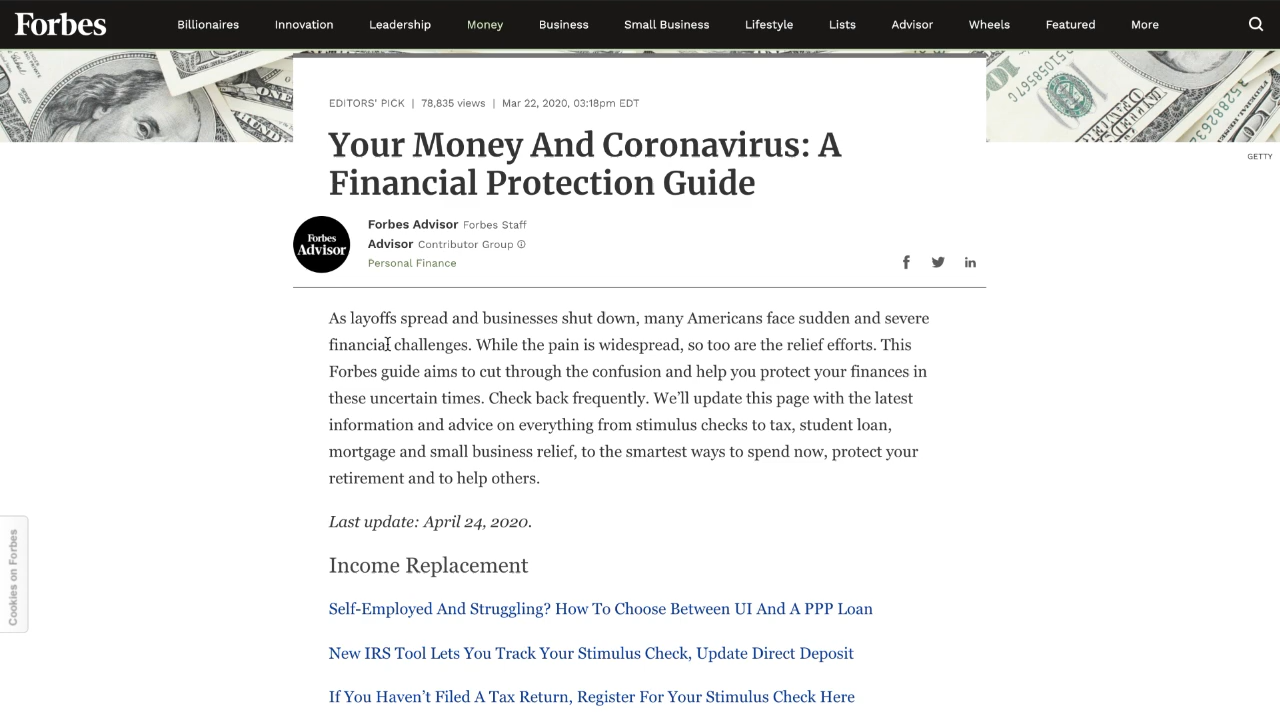 Forbes
Billionaires Innovation Leadership Money Business Small Business Lifestyle Lists Advisor Wheels Featured More
GETTY
EDITORS' PICK | 78,835 views | Mar 22, 2020, 03:18pm EDT
Your Money And Coronavirus: A
Financial Protection Guide
Forbes
Advisor
Forbes Advisor Forbes Staff
Advisor Contributor Group
Personal Finance
As layoffs spread and businesses shut down, many Americans face sudden and severe
financial challenges. While the pain is widespread, so too are the relief efforts. This
Forbes guide aims to cut through the confusion and help you protect your finances in
these uncertain times. Check back frequently. We'll update this page with the latest
information and advice on everything from stimulus checks to tax, student loan,
mortgage and small business relief, to the smartest ways to spend now, protect your
retirement and to help others.
Last update: April 24, 2020.
Income Replacement
Self-Employed And Struggling? How To Choose Between UI And A PPP Loan
New IRS Tool Lets You Track Your Stimulus Check, Update Direct Deposit
If You Haven't Filed A Tax Return, Register For Your Stimulus Check Here
Cookies on Forbes